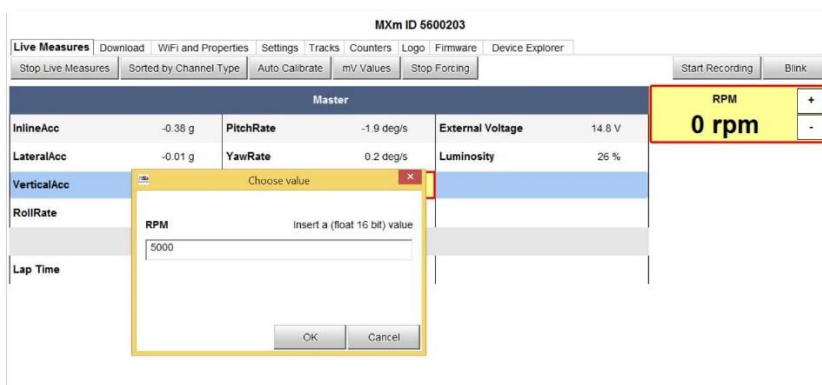 MXm ID 5600203
Live Measures Download WiFi and Properties Settings Tracks Counters Logo Firmware Device Explorer
Stop Live Measures Sorted by Channel Type Auto Calibrate mV Values Stop Forcing Start Recording Blink
Master RPM +
InlineAcc -0.38 g PitchRate -1.9 deg/s External Voltage 14.8 V 0 rpm -
LateralAcc -0.01 g YawRate 0.2 deg/s Luminosity 26 %
VerticalAcc Choose value x
RollRate
RPM Insert a (float 16 bit) value
5000
Lap Time
OK Cancel